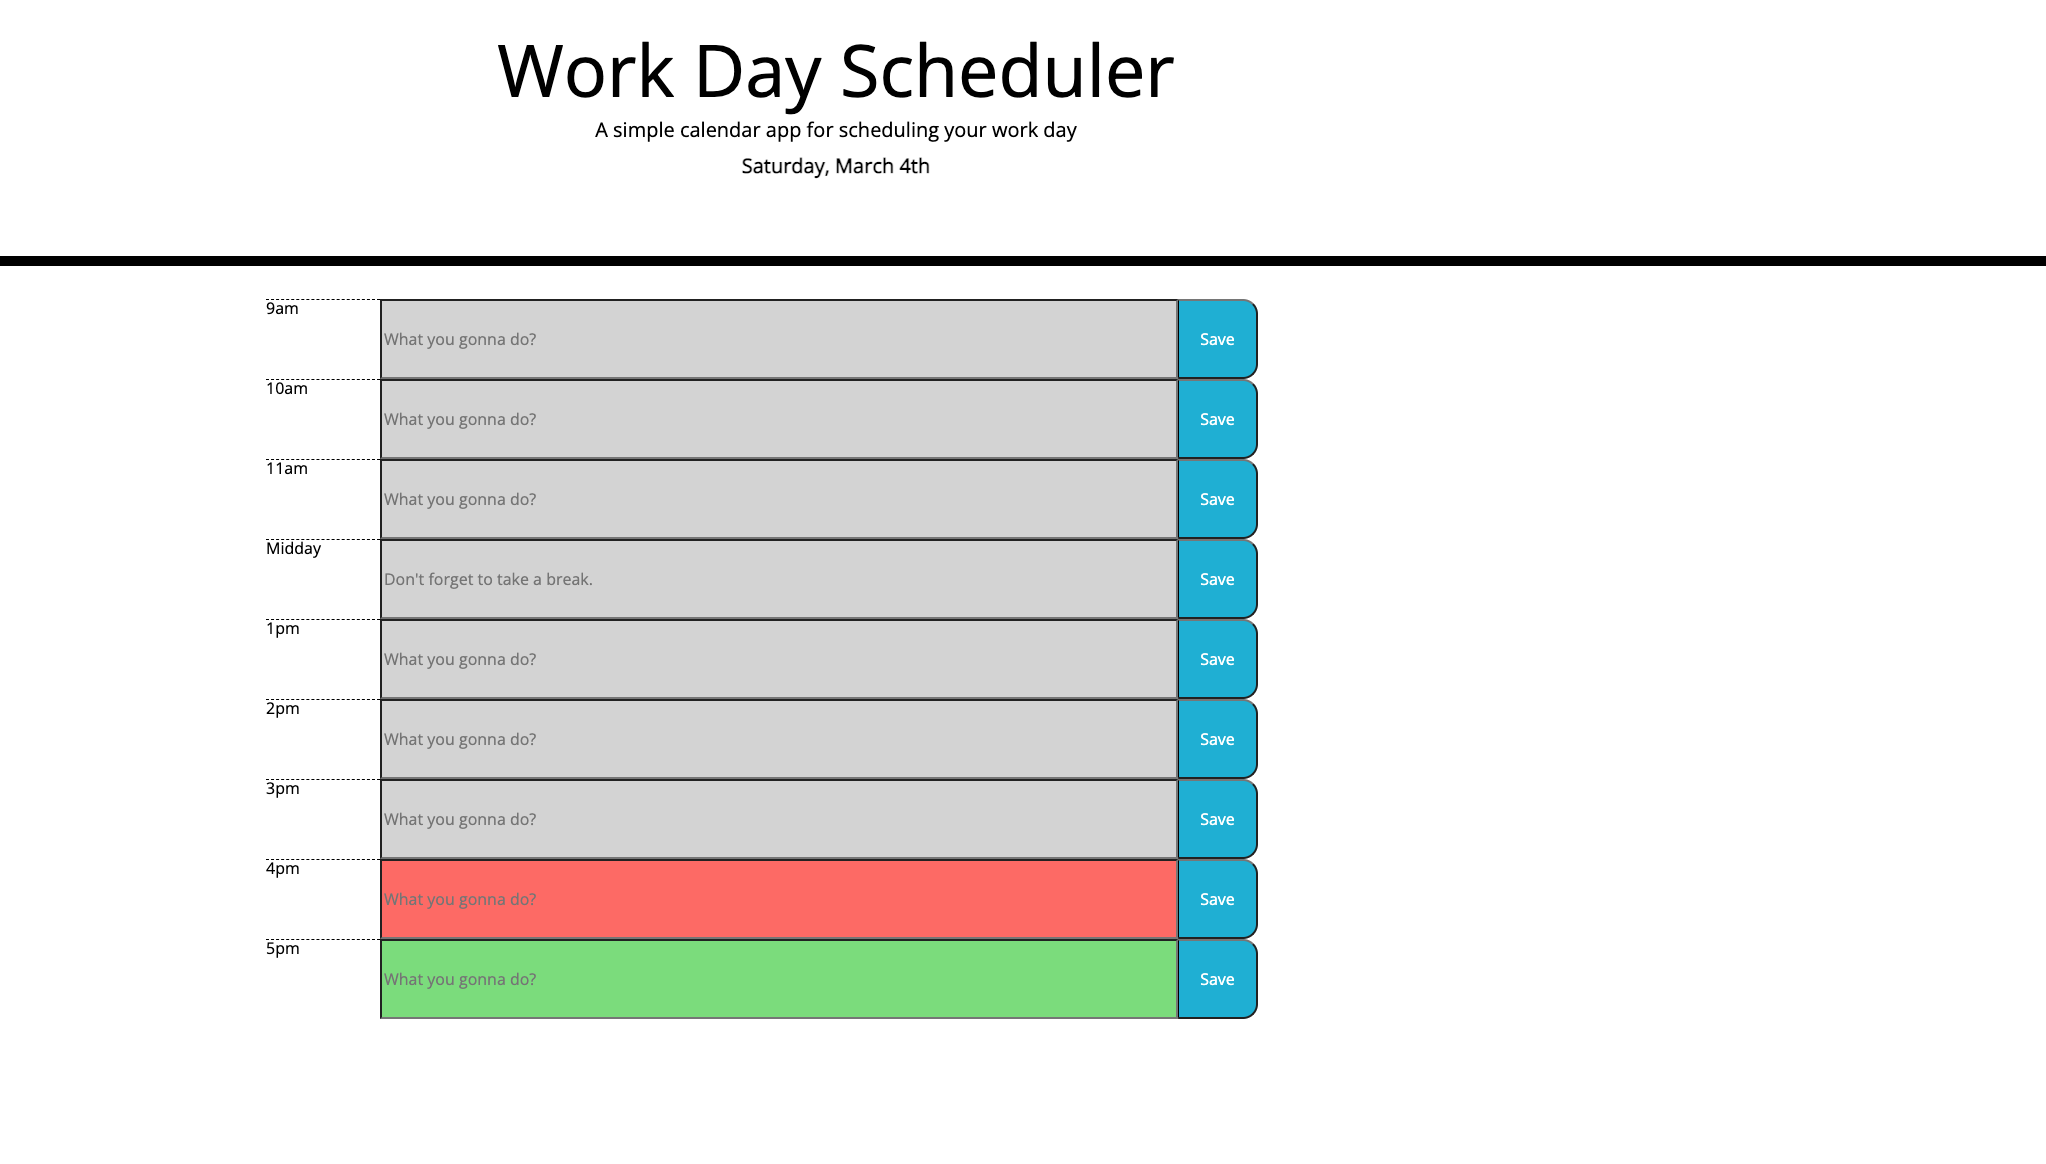 Work Day Scheduler
A simple calendar app for scheduling your work day
Saturday, March 4th
9am
What you gonna do?
Save
10am
What you gonna do?
Save
11am
What you gonna do?
Save
Midday
Don't forget to take a break.
Save
1pm
What you gonna do?
Save
2pm
What you gonna do?
Save
3pm
What you gonna do?
Save
4pm
What you gonna do?
Save
5pm
What you gonna do?
Save